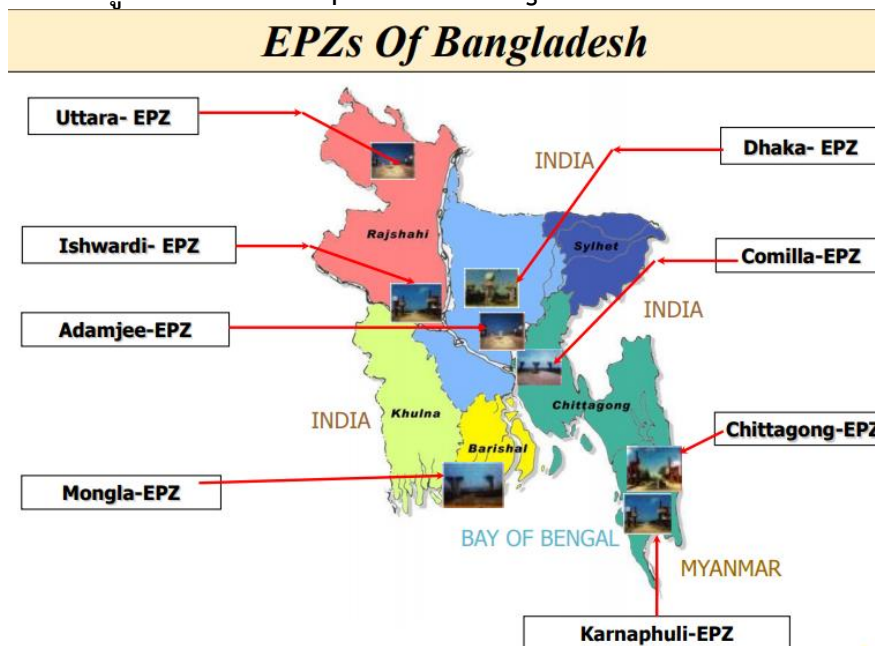 EPZs Of Bangladesh
Uttara- EPZ
INDIA
Dhaka- EPZ
Rajshahi
Sylhet
Ishwardi- EPZ
Comilla-EPZ
Adamjee-EPZ
INDIA
Khulna
Chittagong
INDIA
Barishal
Chittagong-EPZ
Mongla-EPZ
BAY OF BENGAL
MYANMAR
Karnaphuli-EPZ